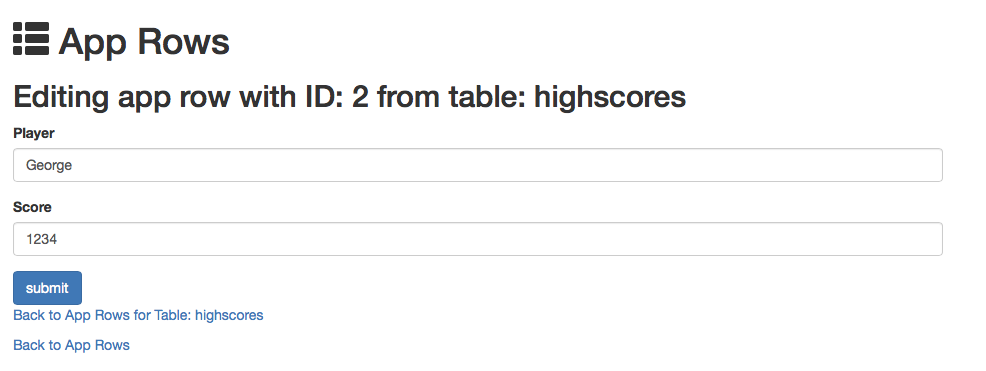 App Rows
Editing app row with ID: 2 from table: highscores
Player
George
Score
1234
submit
Back to App Rows for Table: highscores
Back to App Rows